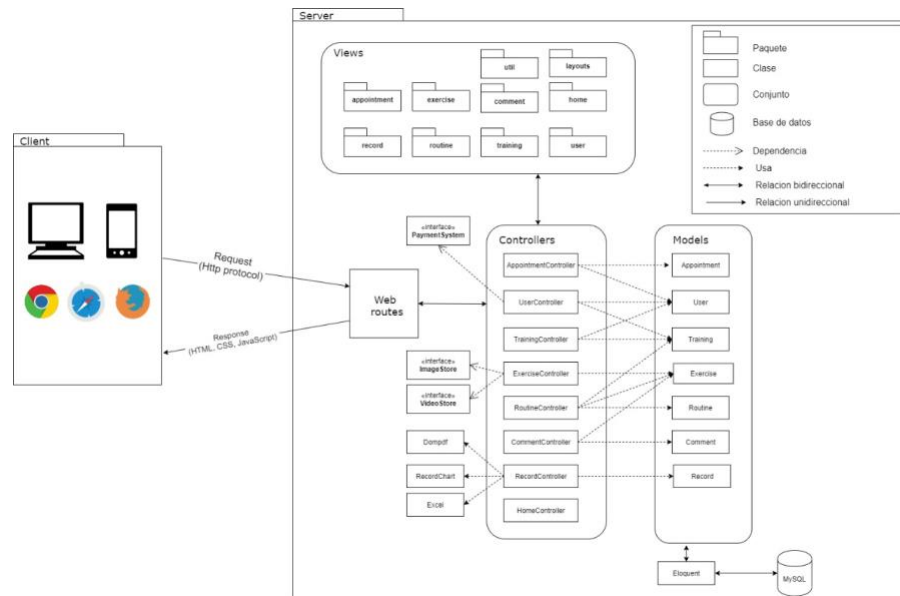 Server
Views
util
layouts
appointment
exercise
comment
home
record
routine
training
user
Paquete
Clase
Conjunto
Base de datos
Dependencia
Usa
Relacion bidireccional
Relacion unidireccional
Client
Request
(Http protocol)
Response
(HTML, CSS, JavaScript)
Web
routes
«interface»
PaymentSystem
«interface»
ImageStore
«interface»
VideoStore
Dompdf
RecordChart
Excel
Controllers
AppointmentController
UserController
TrainingController
ExerciseController
RoutineController
CommentController
RecordController
HomeController
Models
Appointment
User
Training
Exercise
Routine
Comment
Record
Eloquent
MySQL